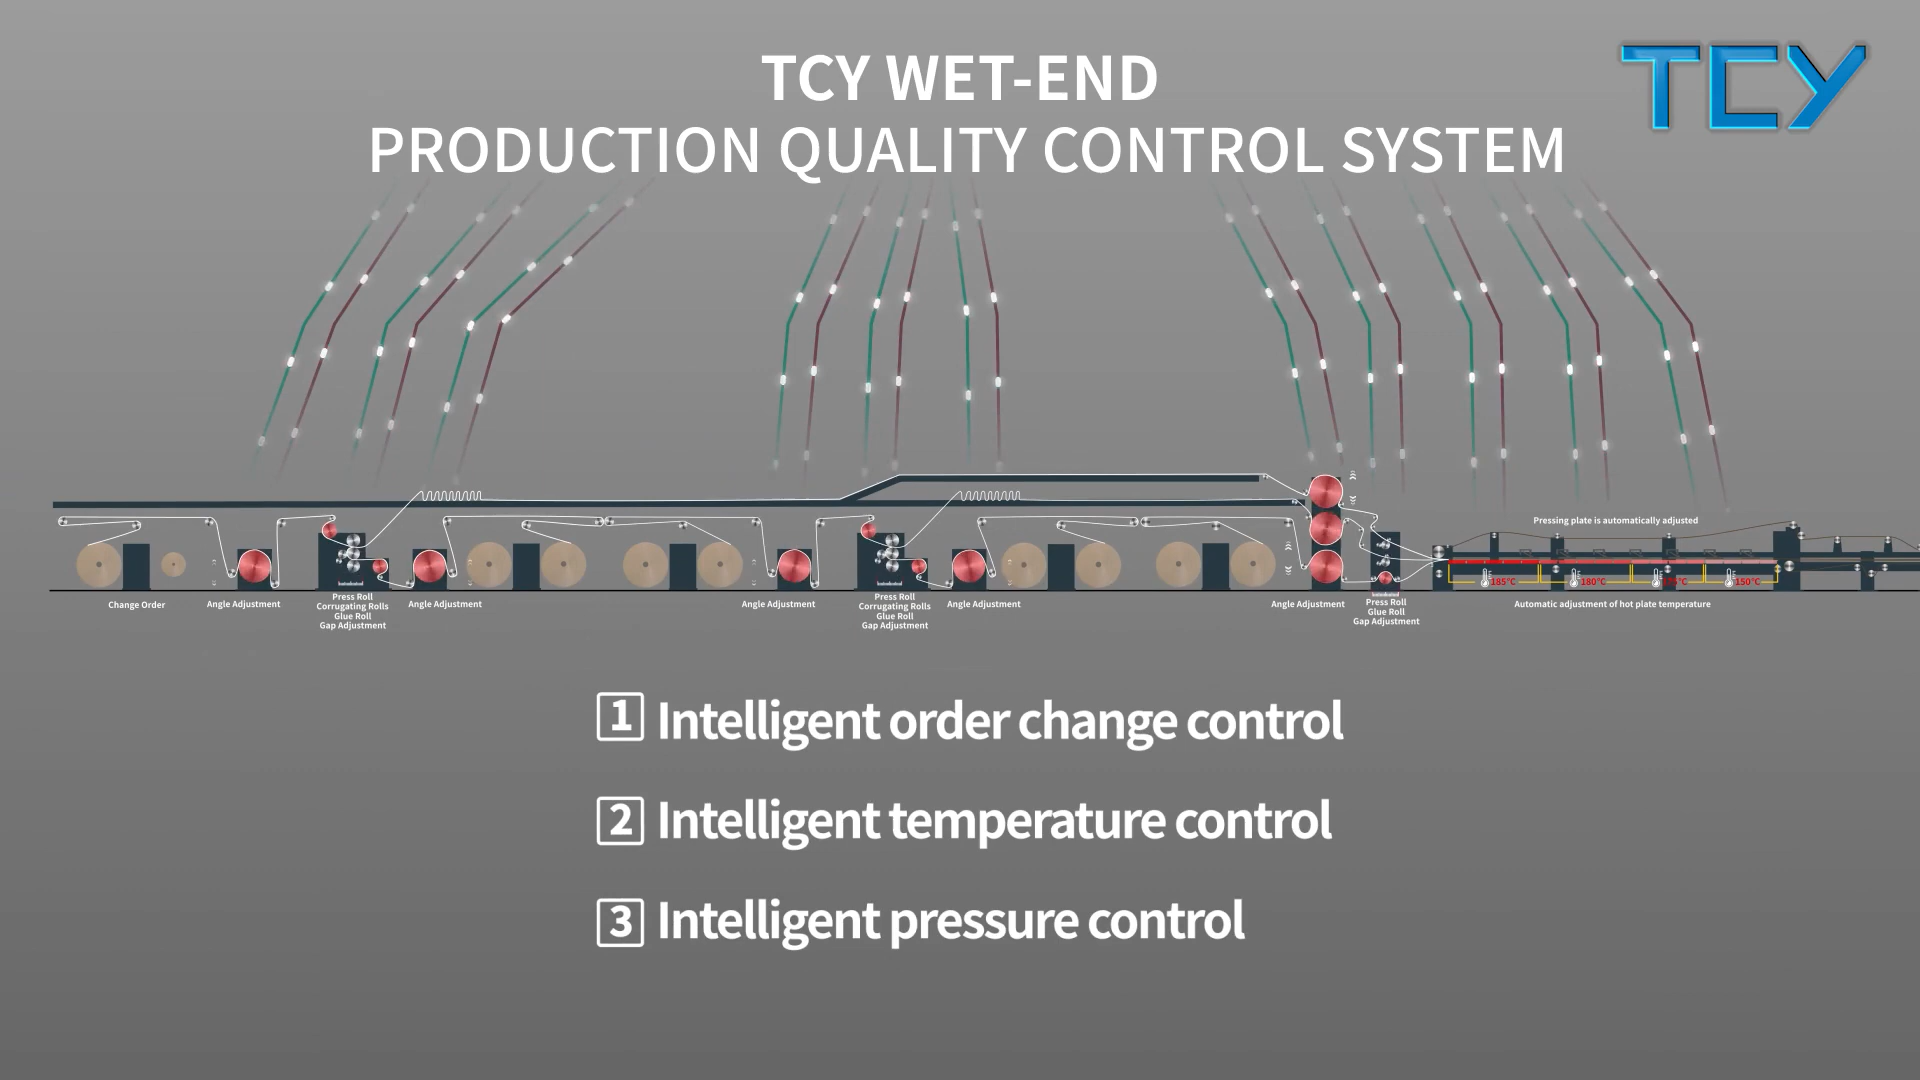 TCY WET-END
TCY
PRODUCTION QUALITY CONTROL SYSTEM
Pressing plate is automatically adjusted
185°C
180°C
150°C
Change Order
Angle Adjustment
Press Roll
Corrugating Rolls
Glue Roll
Gap Adjustment
Angle Adjustment
Angle Adjustment
Press Roll
Corrugating Rolls
Glue Roll
Gap Adjustment
Angle Adjustment
Angle Adjustment
Press Roll
Glue Roll
Gap Adjustment
Automatic adjustment of hot plate temperature
1 Intelligent order change control
2 Intelligent temperature control
3 Intelligent pressure control